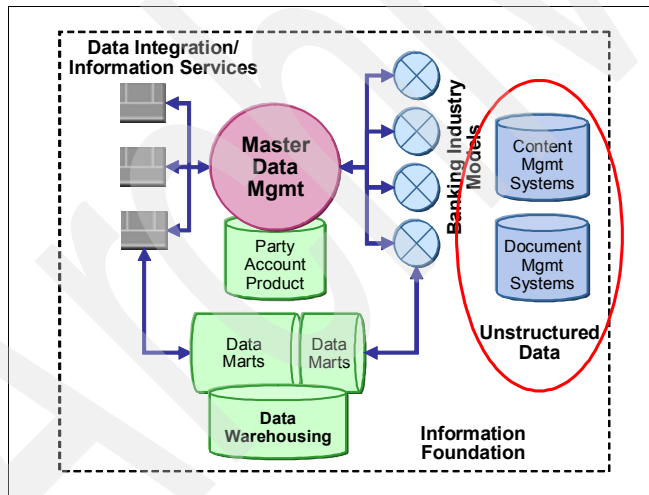 Data Integration/
Information Services
Master
Data
Mgmt
Party
Account
Product
Banking Industry
Models
Content
Mgmt
Systems
Document
Mgmt
Systems
Unstructured
Data
Data
Marts
Data
Marts
Data
Warehousing
Information
Foundation